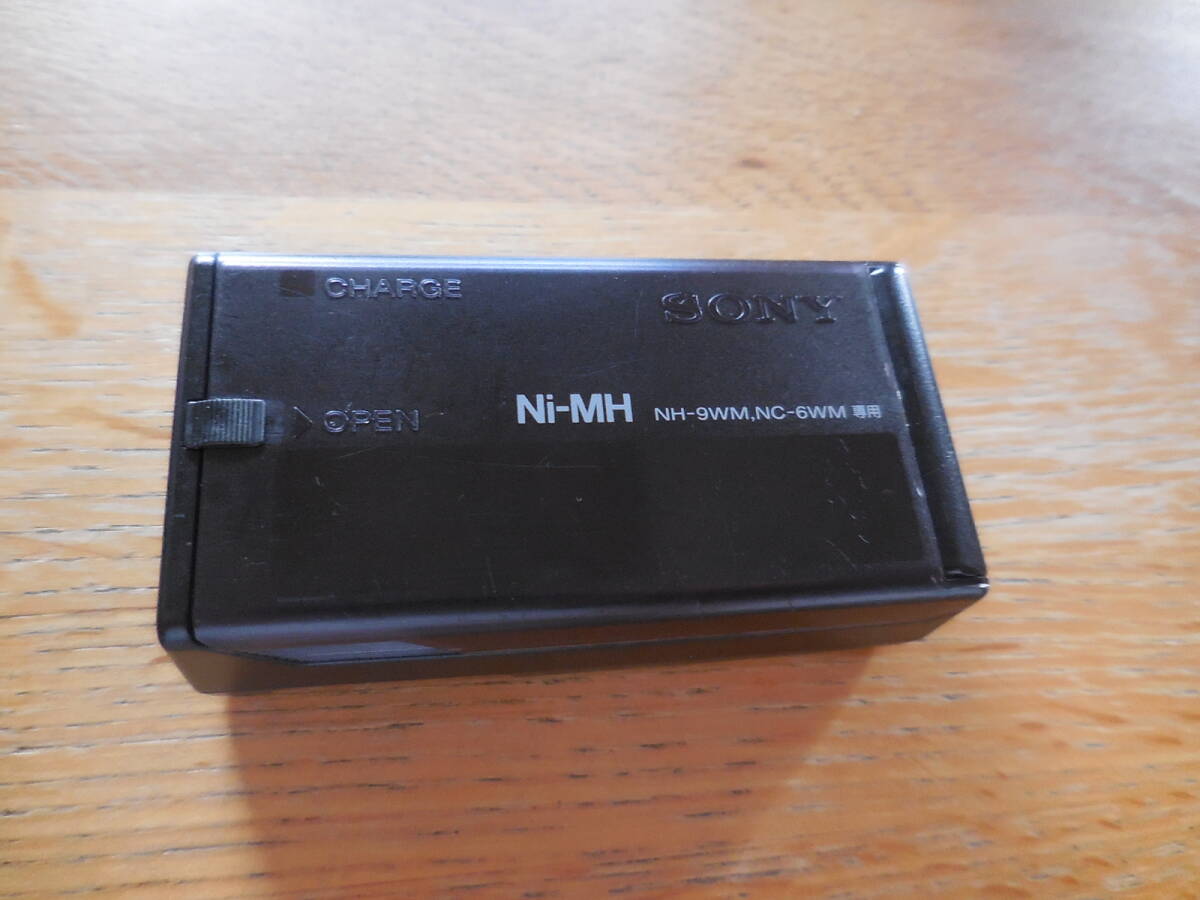 CHARGE
SONY
OPEN
Ni-MH NH-9WM,NC-6WM 専用